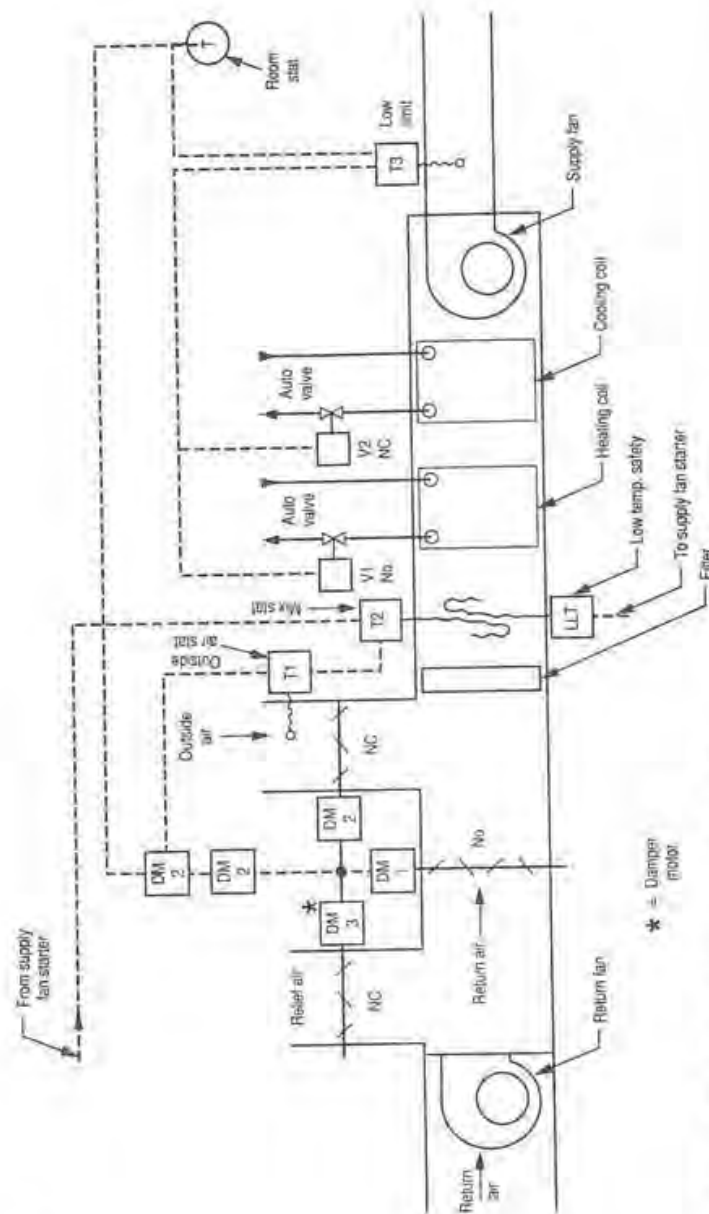 From supply
fan starter
T
Room
stat
DM
2
DM
2
Outside
air stat
T1
Mix stat
T2
Auto
valve
V1
No.
Auto
valve
V2
NC
Low
limit
T3
Outside
air
Relief air
*
DM
3
DM
2
DM
1
NC
NC
No
Return air
Return
air
Return fan
* = Damper
motor
LLT
Filter
To supply fan starter
Low temp. safety
Heating coil
Cooling coil
Supply fan